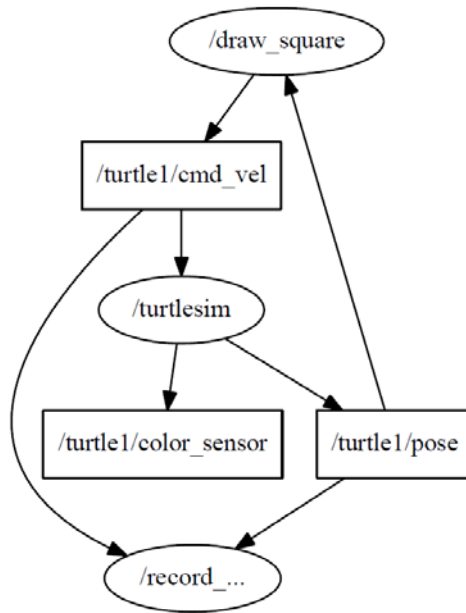 /draw_square
/turtle1/cmd_vel
/turtlesim
/turtle1/color_sensor
/turtle1/pose
/record_...